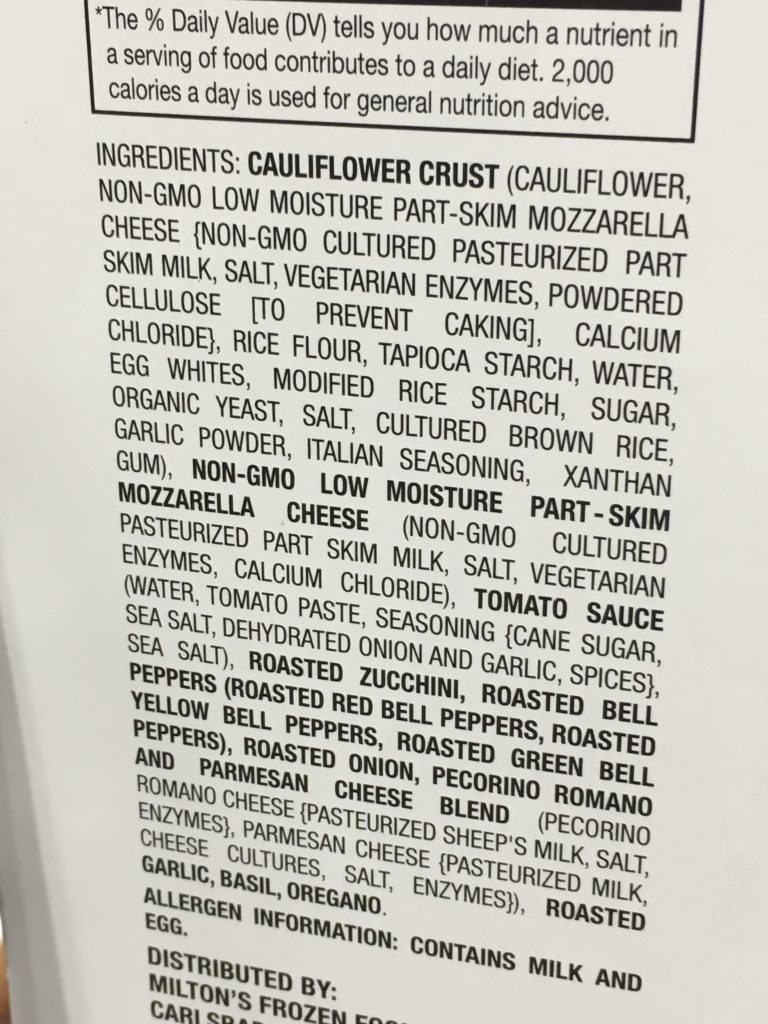 *The % Daily Value (DV) tells you how much a nutrient in
a serving of food contributes to a daily diet. 2,000
calories a day is used for general nutrition advice.
INGREDIENTS: CAULIFLOWER CRUST (CAULIFLOWER,
NON-GMO LOW MOISTURE PART-SKIM MOZZARELLA
CHEESE {NON-GMO CULTURED PASTEURIZED PART
SKIM MILK, SALT, VEGETARIAN ENZYMES, POWDERED
CELLULOSE [TO PREVENT CAKING], CALCIUM
CHLORIDE}, RICE FLOUR, TAPIOCA STARCH, WATER,
EGG WHITES, MODIFIED RICE STARCH, SUGAR,
ORGANIC YEAST, SALT, CULTURED BROWN RICE,
GARLIC POWDER, ITALIAN SEASONING, XANTHAN
GUM), NON-GMO LOW MOISTURE PART-SKIM
MOZZARELLA CHEESE (NON-GMO CULTURED
PASTEURIZED PART SKIM MILK, SALT, VEGETARIAN
ENZYMES, CALCIUM CHLORIDE), TOMATO SAUCE
(WATER, TOMATO PASTE, SEASONING {CANE SUGAR,
SEA SALT, DEHYDRATED ONION AND GARLIC, SPICES},
SEA SALT), ROASTED ZUCCHINI, ROASTED BELL
PEPPERS (ROASTED RED BELL PEPPERS, ROASTED
YELLOW BELL PEPPERS, ROASTED GREEN BELL
PEPPERS), ROASTED ONION, PECORINO ROMANO
AND PARMESAN CHEESE BLEND (PECORINO
ROMANO CHEESE {PASTEURIZED SHEEP'S MILK, SALT,
ENZYMES}, PARMESAN CHEESE {PASTEURIZED MILK,
CHEESE CULTURES, SALT, ENZYMES}), ROASTED
GARLIC, BASIL, OREGANO.
ALLERGEN INFORMATION: CONTAINS MILK AND
EGG.
DISTRIBUTED BY:
MILTON'S FROZEN